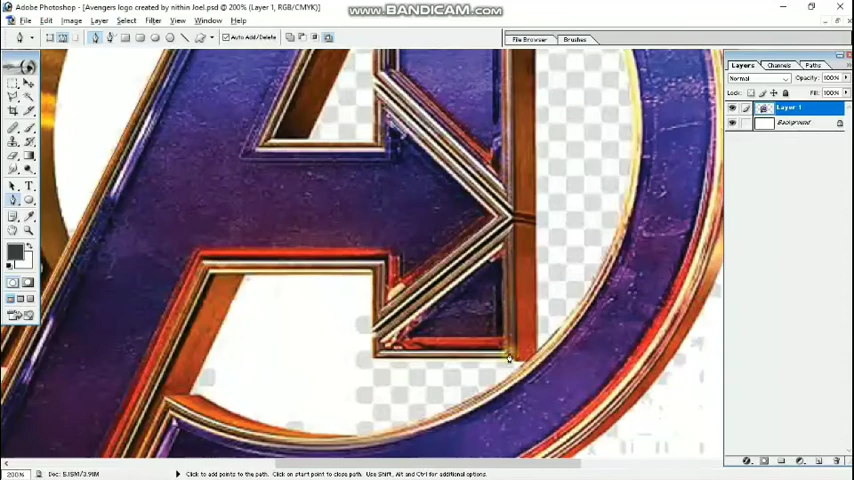 Adobe Photoshop - [Avengers logo created by nithin Joel.psd @ 200% (Layer 1, RGB/CMYK)]
www.BANDICAM.com
File Edit Image Layer Select Filter View Window Help
Auto Add/Delete
File Browser Brushes
Layers Channels Paths
Normal Opacity: 100%
Lock: Fill: 100%
Layer 1
Background
T
200% Doc: 5.15M/3.91M Click to add points to the path. Click on start point to close path. Use Shift, Alt and Ctrl for additional options.